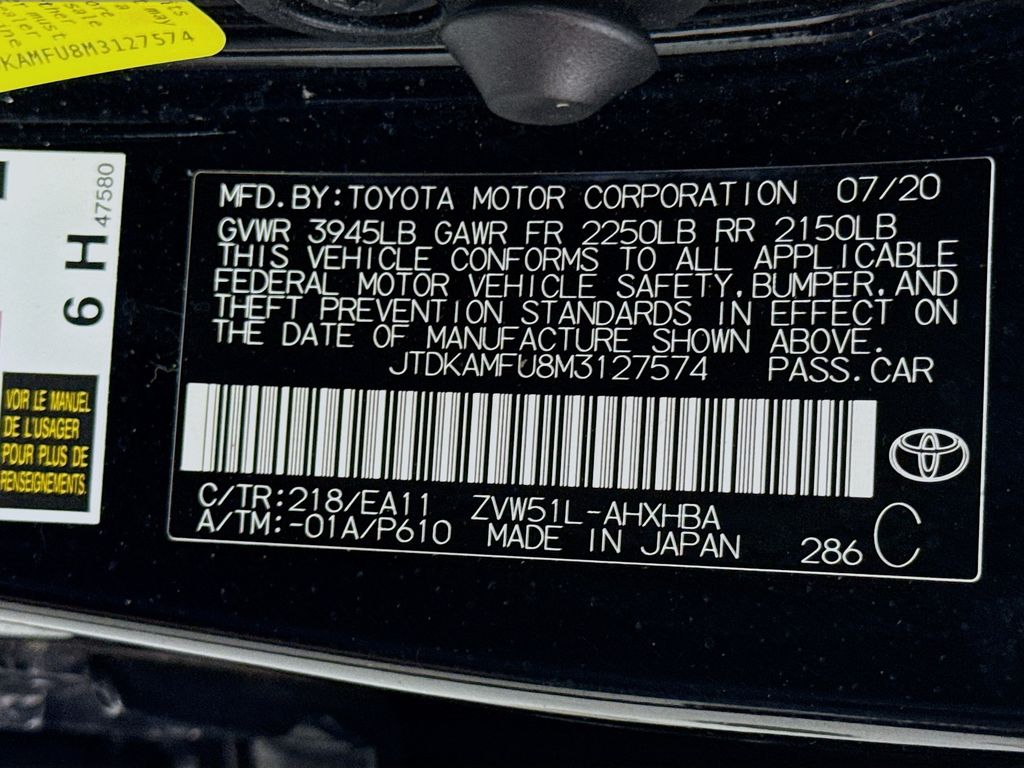 KAMFU8M3127574
47580
6 H
VOIR LE MANUEL
DE L'USAGER
POUR PLUS DE
RENSEIGNEMENTS.
MFD.BY:TOYOTA MOTOR CORPORATION 07/20
GVWR 3945LB GAWR FR 2250LB RR 2150LB
THIS VEHICLE CONFORMS TO ALL APPLICABLE
FEDERAL MOTOR VEHICLE SAFETY,BUMPER,AND
THEFT PREVENTION STANDARDS IN EFFECT ON
THE DATE OF MANUFACTURE SHOWN ABOVE.
JTDKAMFU8M3127574 PASS.CAR
C/TR:218/EA11 ZVW51L-AHXHBA
A/TM:-01A/P610 MADE IN JAPAN 286 C